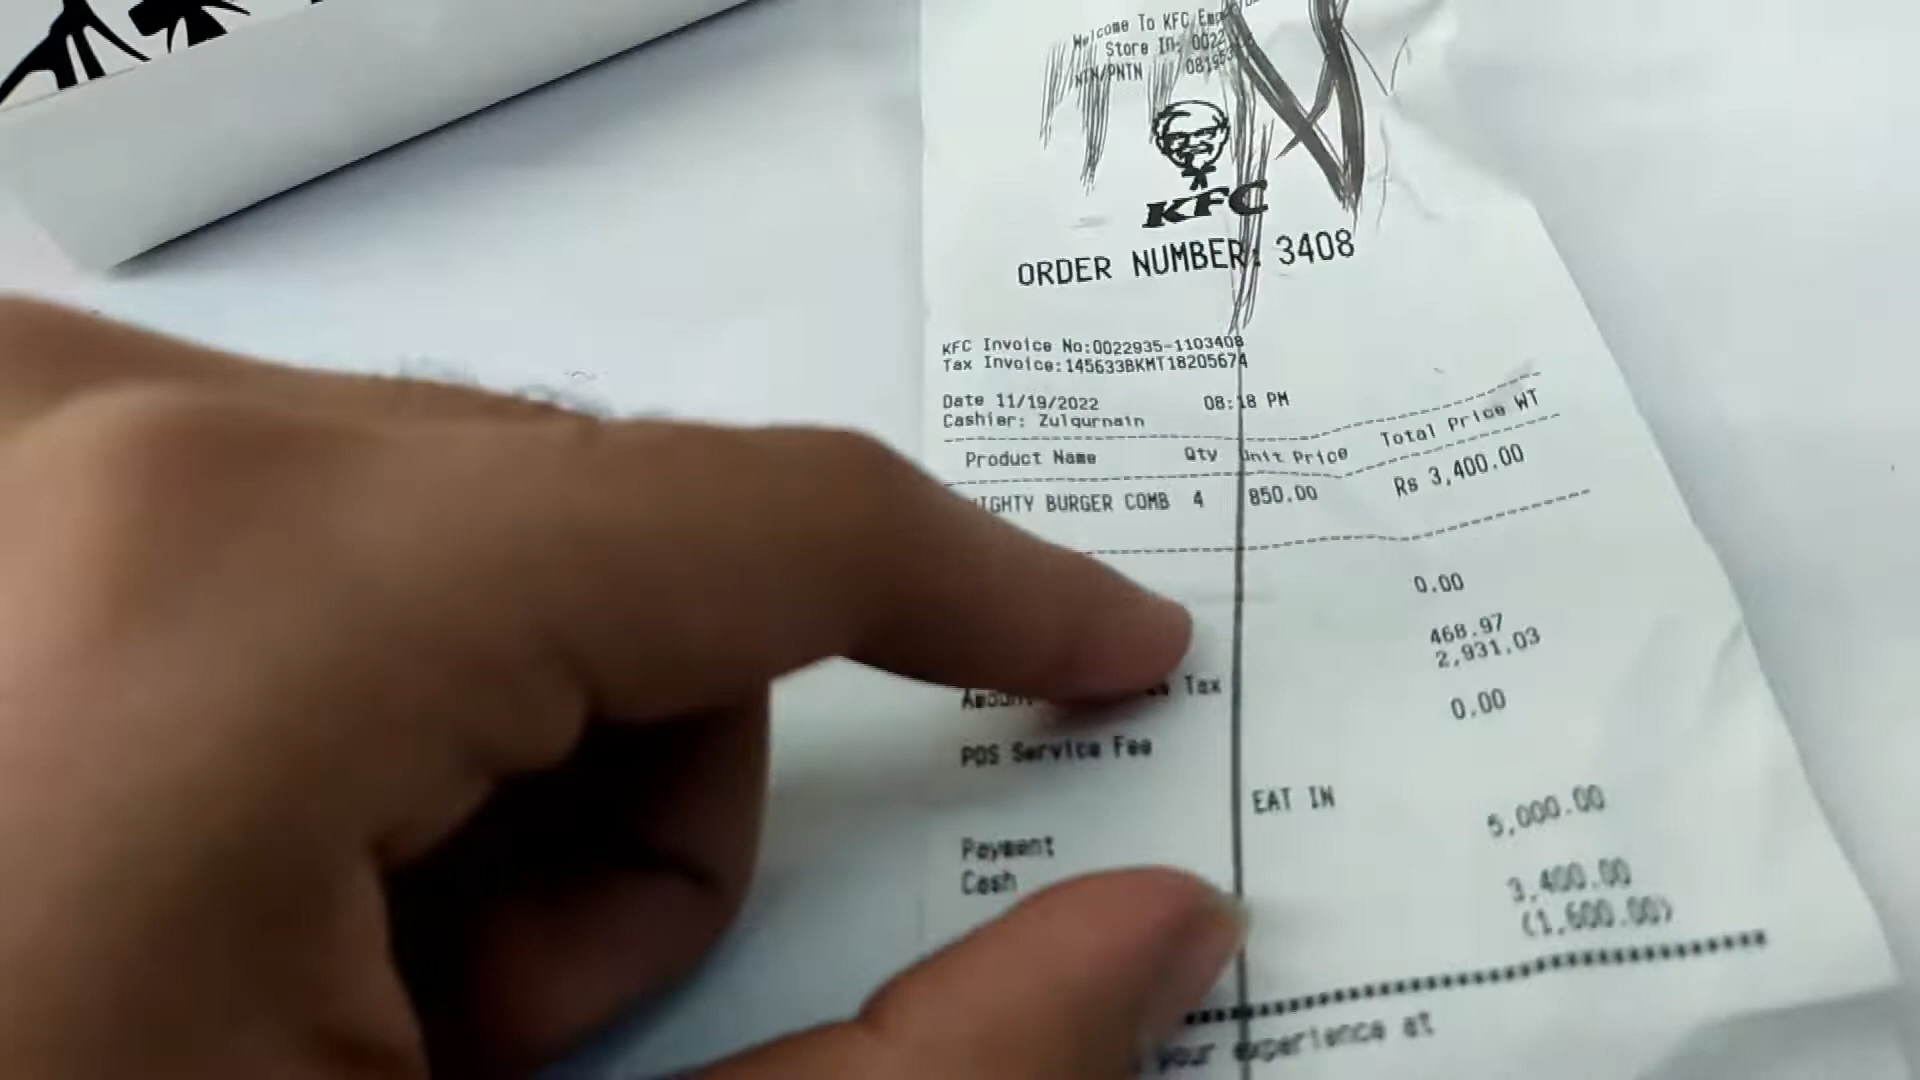 Welcome To KFC
Store ID: 0022
NTN/PNTN 08195
KFC
ORDER NUMBER: 3408
KFC Invoice No:0022935-1103408
Tax Invoice:145633BKMT18205674
Date 11/19/2022 08:18 PM
Cashier: Zulqurnain
Product Name Qty Unit Price Total Price WT
IGHTY BURGER COMB 4 850.00 Rs 3,400.00
0.00
468.97
Tax 2,931.03
POS Service Fee 0.00
EAT IN
Payment 5,000.00
Cash 3,400.00
(1,600.00)
your experience at